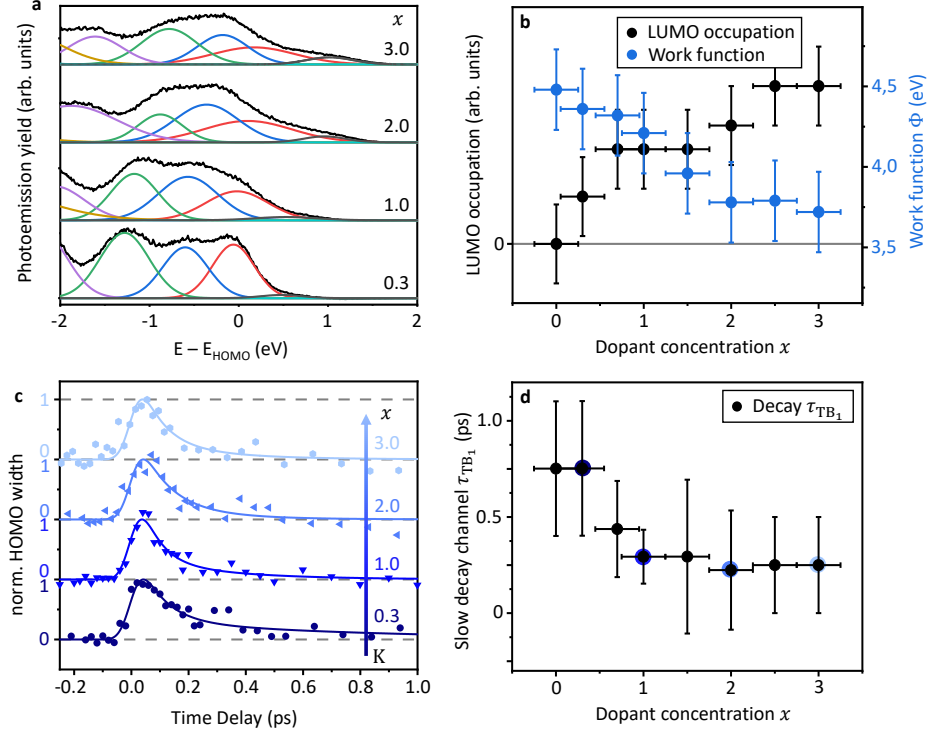 a
x
3.0
2.0
1.0
0.3
Photoemission yield (arb. units)
-2 -1 0 1 2
E – E_HOMO (eV)
b
LUMO occupation
Work function
LUMO occupation (arb. units)
0
4,5
4,0
3,5
Work function Φ (eV)
0 1 2 3
Dopant concentration x
c
x
1
0
3.0
1
0
2.0
1
0
1.0
1
0
0.3
K
norm. HOMO width
-0.2 0.0 0.2 0.4 0.6 0.8 1.0
Time Delay (ps)
d
Decay τ_TB₁
Slow decay channel τ_TB₁ (ps)
1.0
0.5
0
0 1 2 3
Dopant concentration x